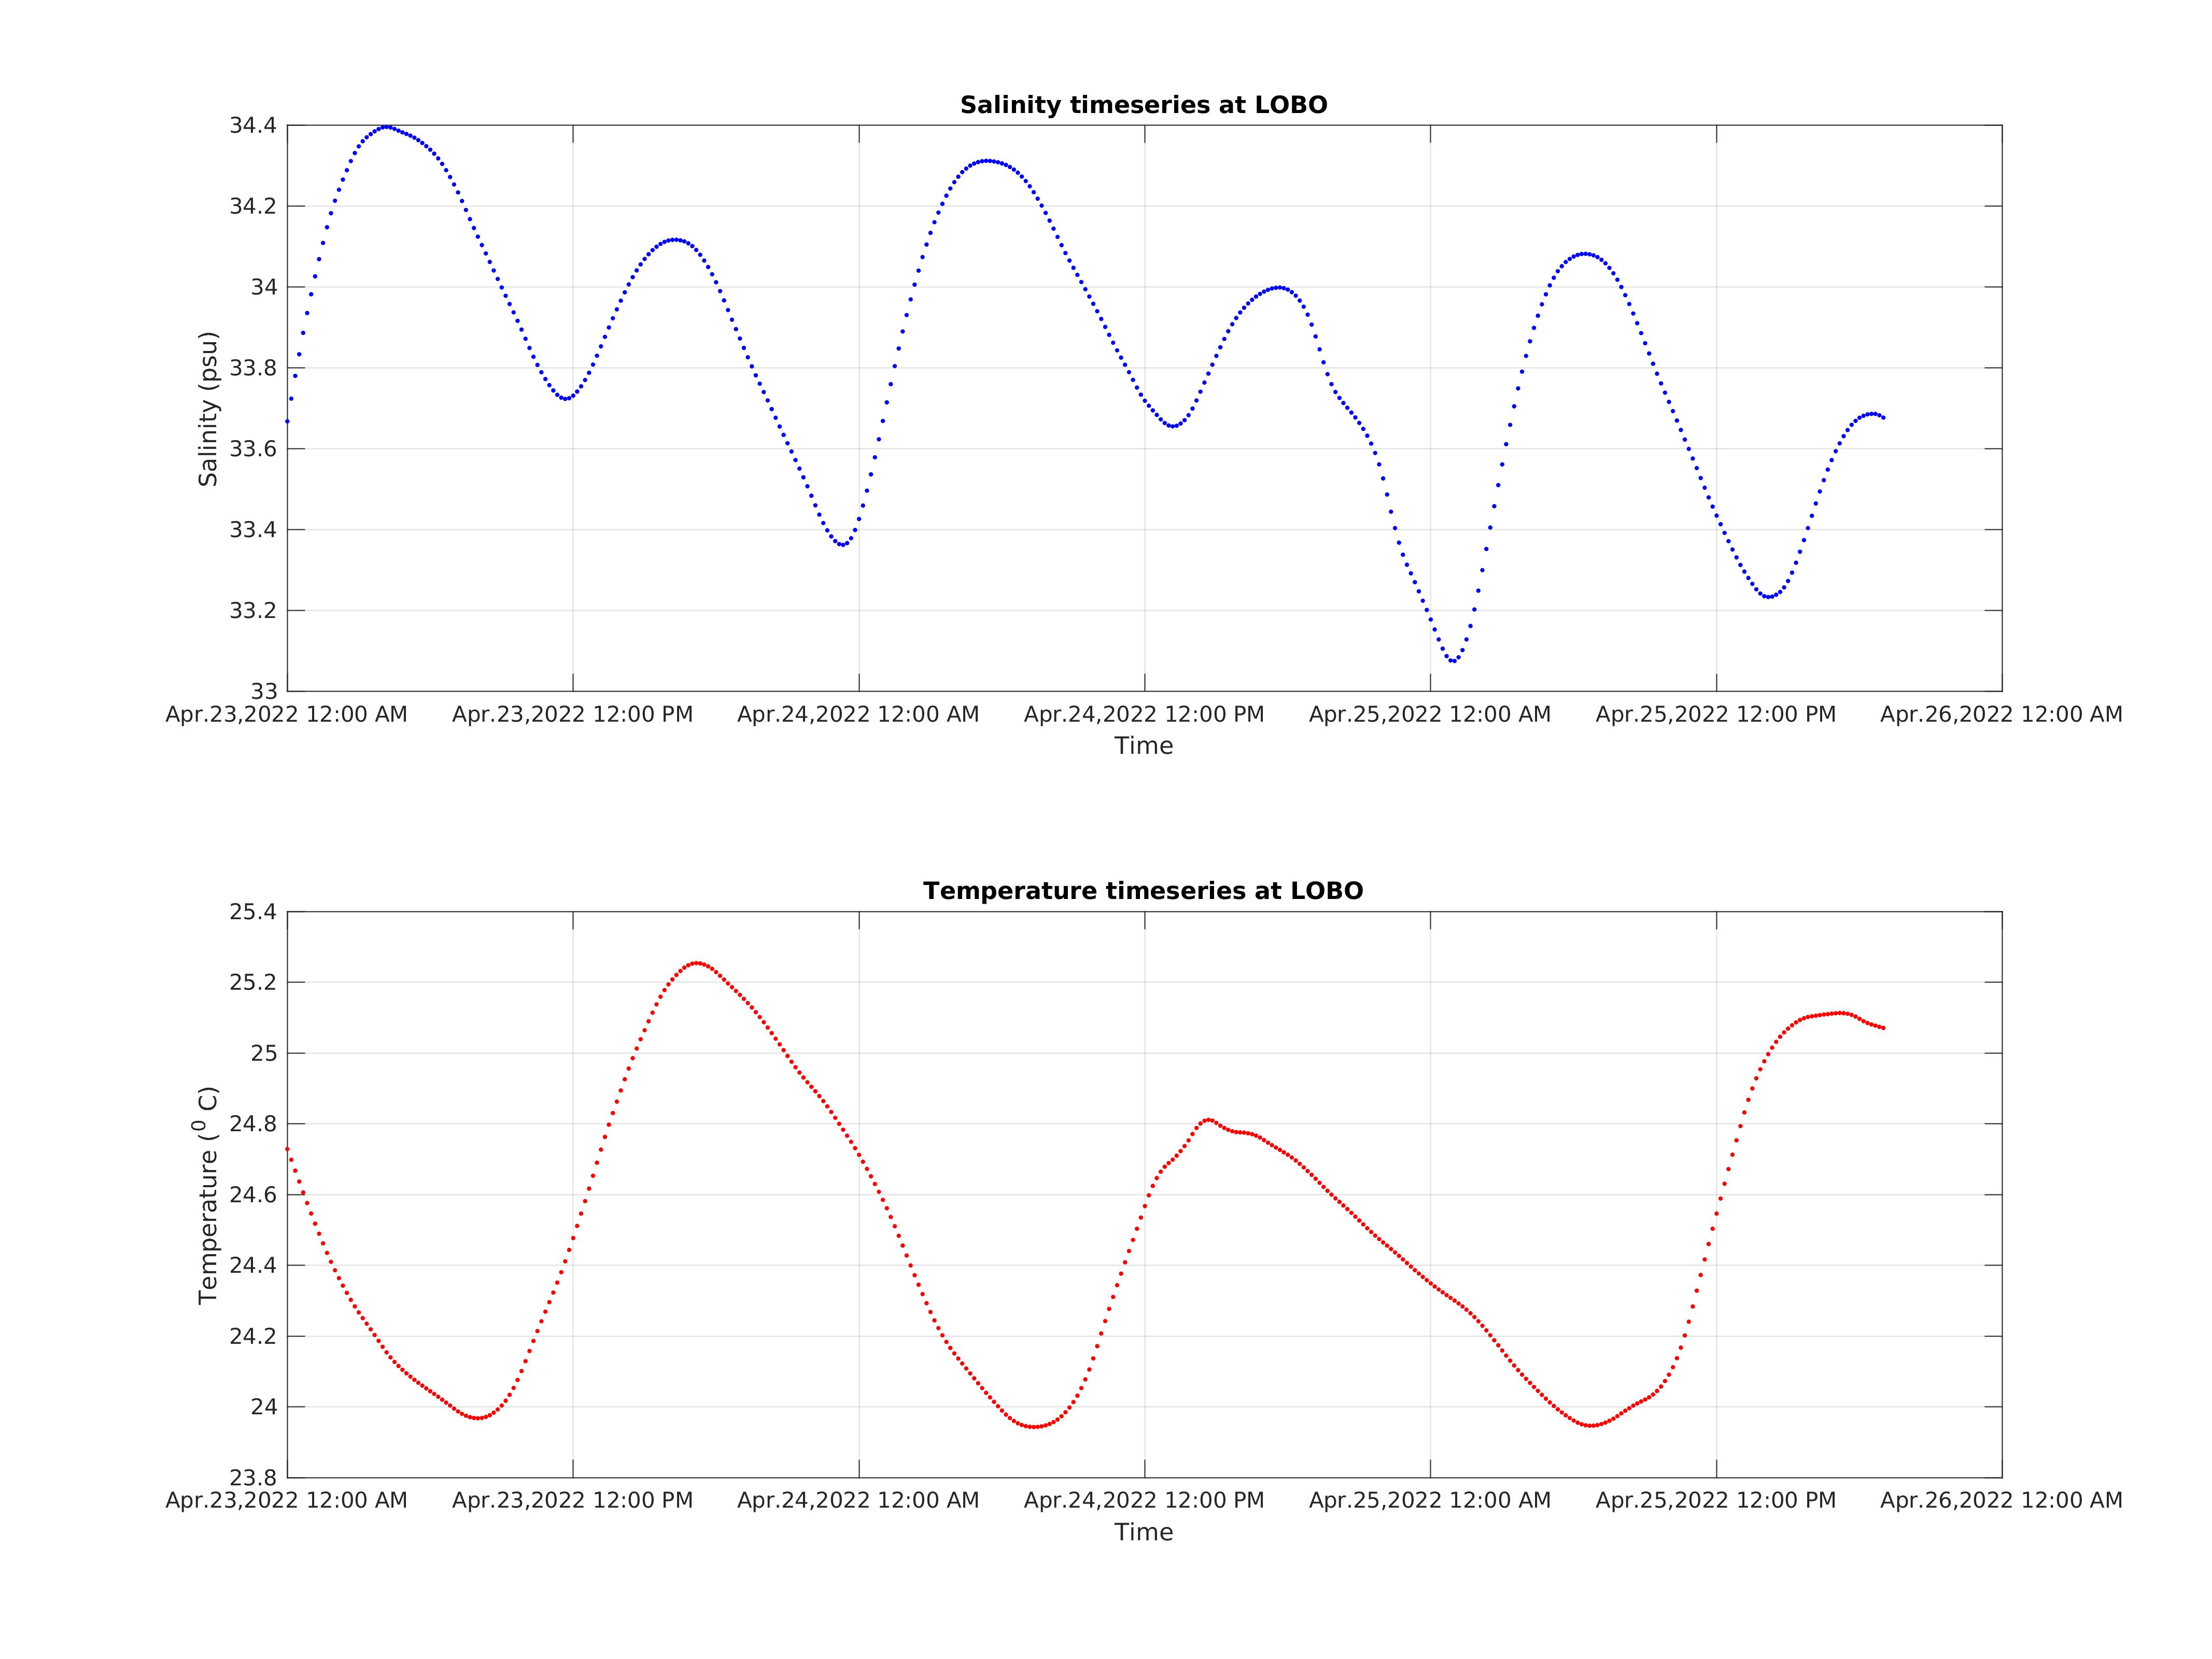 Salinity timeseries at LOBO
34.4
34.2
34
33.8
33.6
33.4
33.2
33
Salinity (psu)
Apr.23,2022 12:00 AM Apr.23,2022 12:00 PM Apr.24,2022 12:00 AM Apr.24,2022 12:00 PM Apr.25,2022 12:00 AM Apr.25,2022 12:00 PM Apr.26,2022 12:00 AM
Time
Temperature timeseries at LOBO
25.4
25.2
25
24.8
24.6
24.4
24.2
24
23.8
Temperature (⁰ C)
Apr.23,2022 12:00 AM Apr.23,2022 12:00 PM Apr.24,2022 12:00 AM Apr.24,2022 12:00 PM Apr.25,2022 12:00 AM Apr.25,2022 12:00 PM Apr.26,2022 12:00 AM
Time